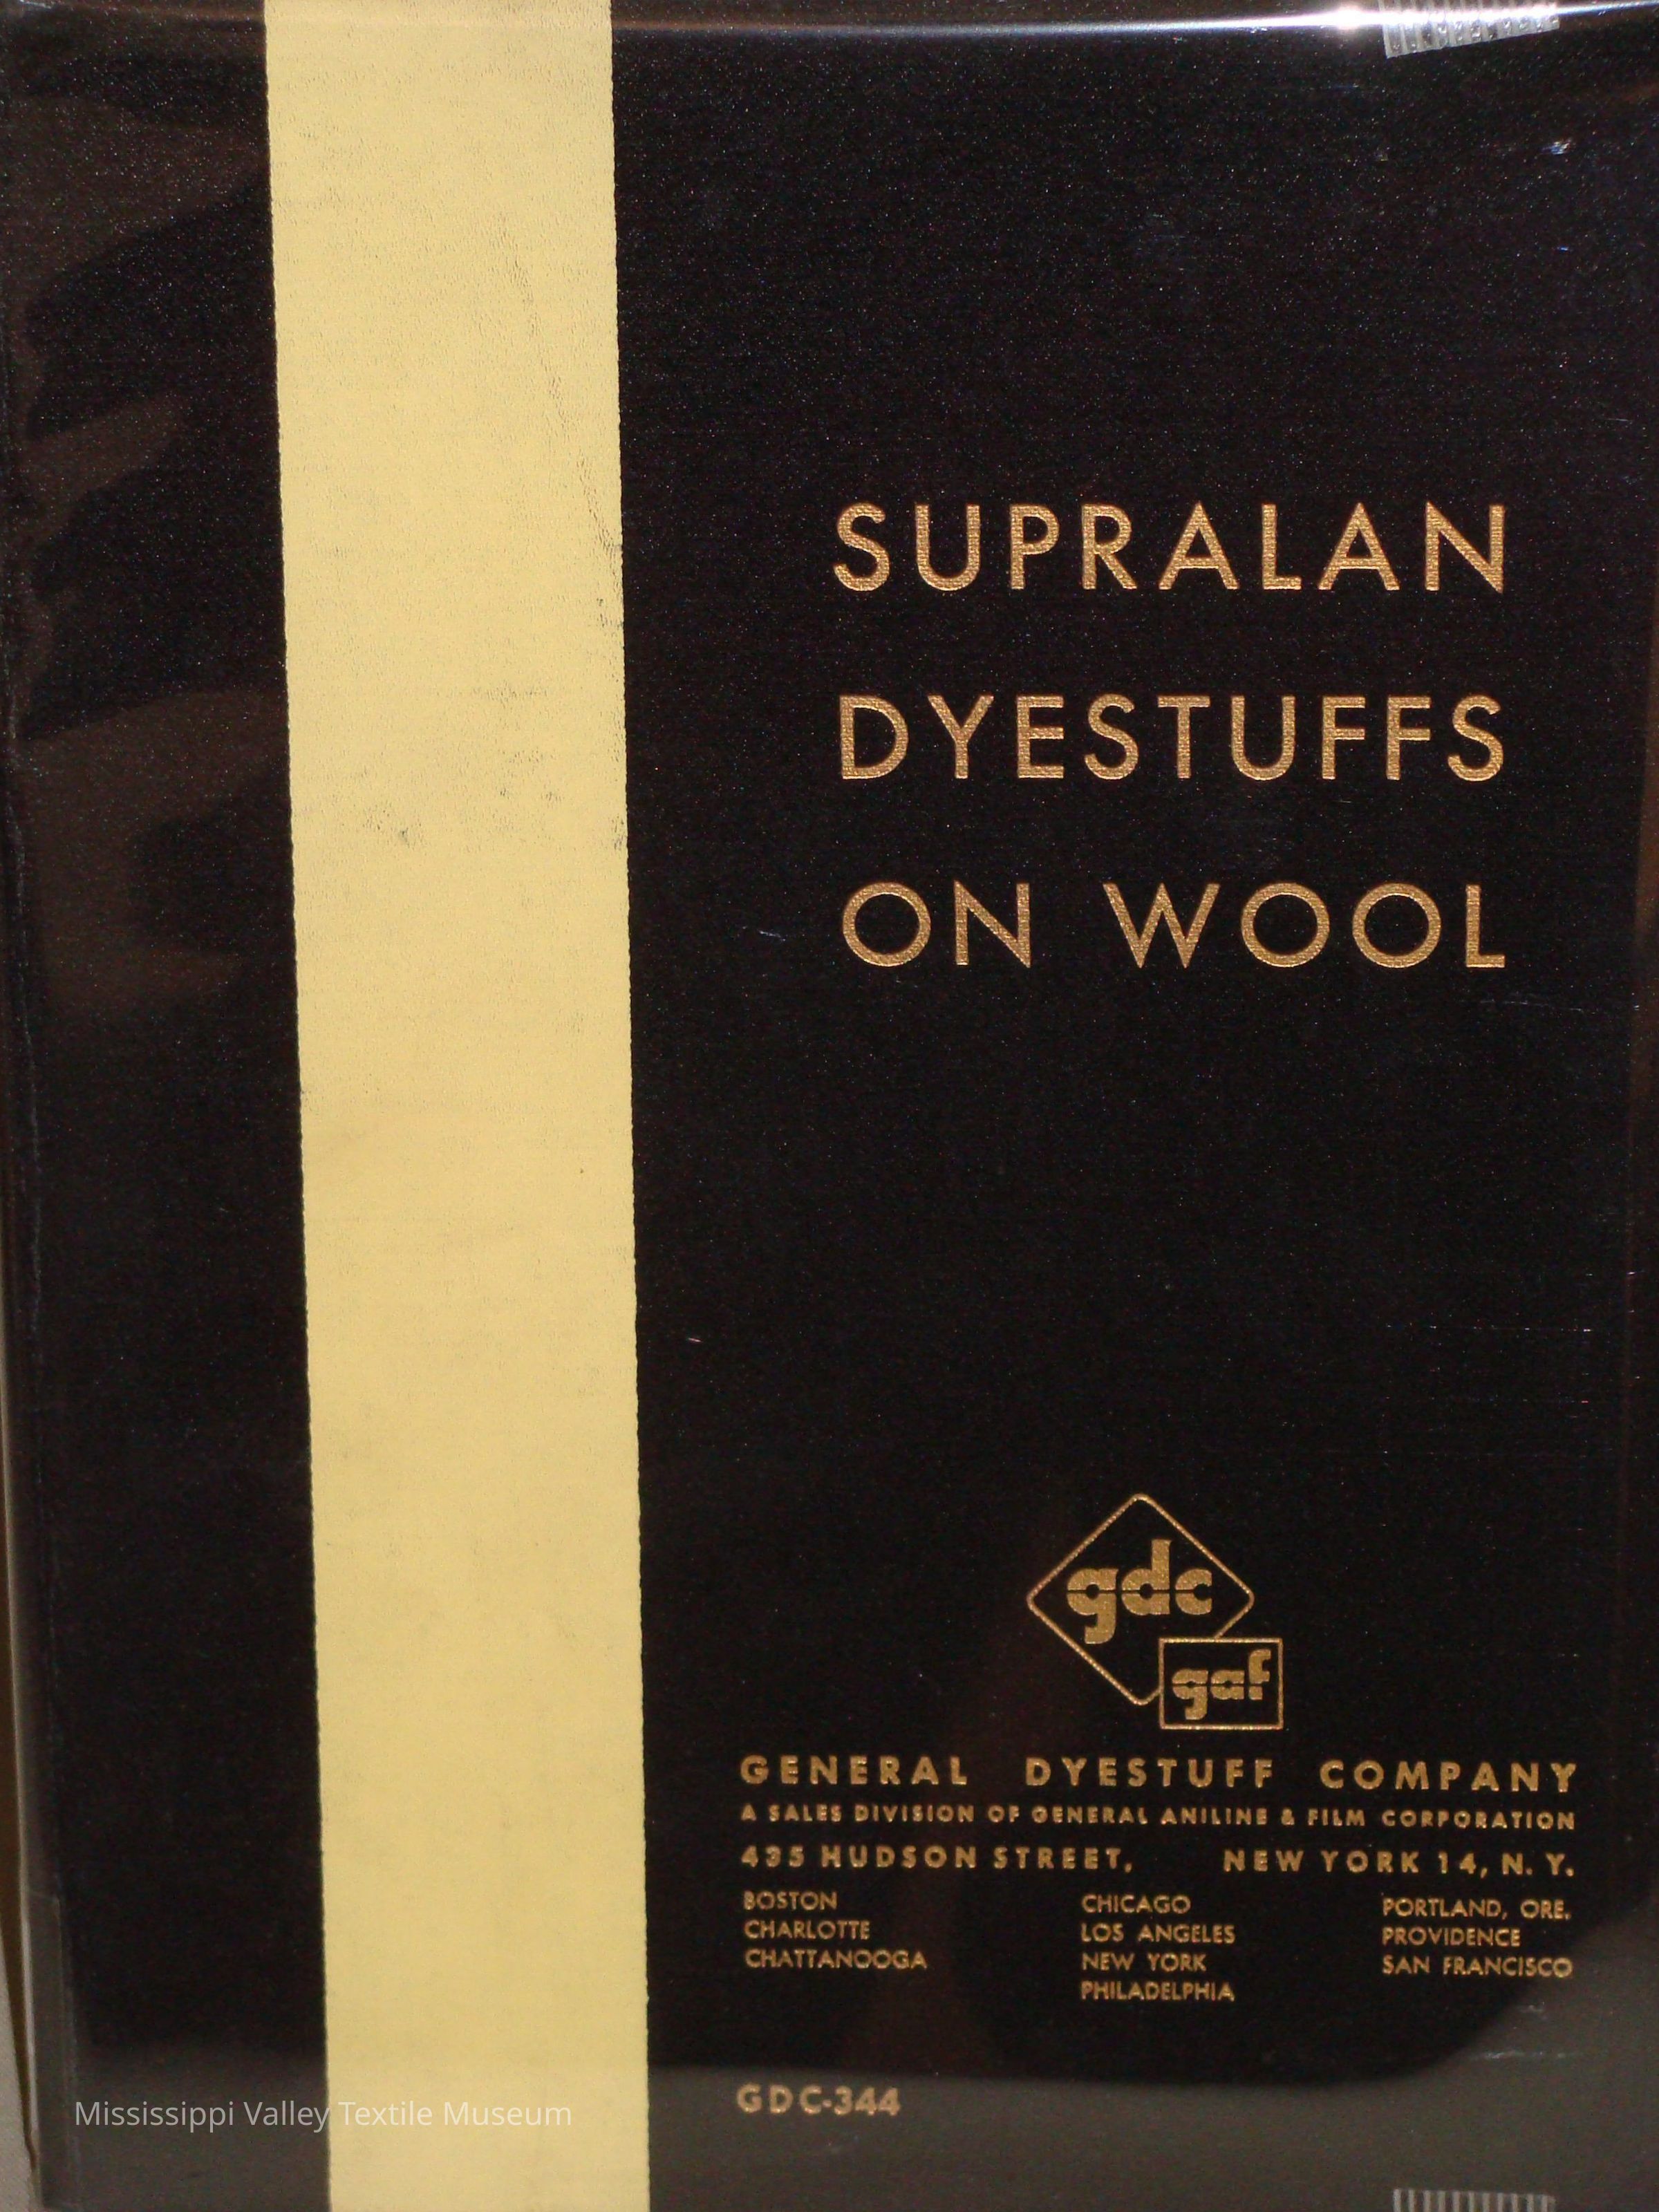 SUPRALAN
DYESTUFFS
ON WOOL
gdc
gaf
GENERAL DYESTUFF COMPANY
A SALES DIVISION OF GENERAL ANILINE & FILM CORPORATION
435 HUDSON STREET, NEW YORK 14, N. Y.
BOSTON
CHARLOTTE
CHATTANOOGA
CHICAGO
LOS ANGELES
NEW YORK
PHILADELPHIA
PORTLAND, ORE.
PROVIDENCE
SAN FRANCISCO
GDC-344
Mississippi Valley Textile Museum